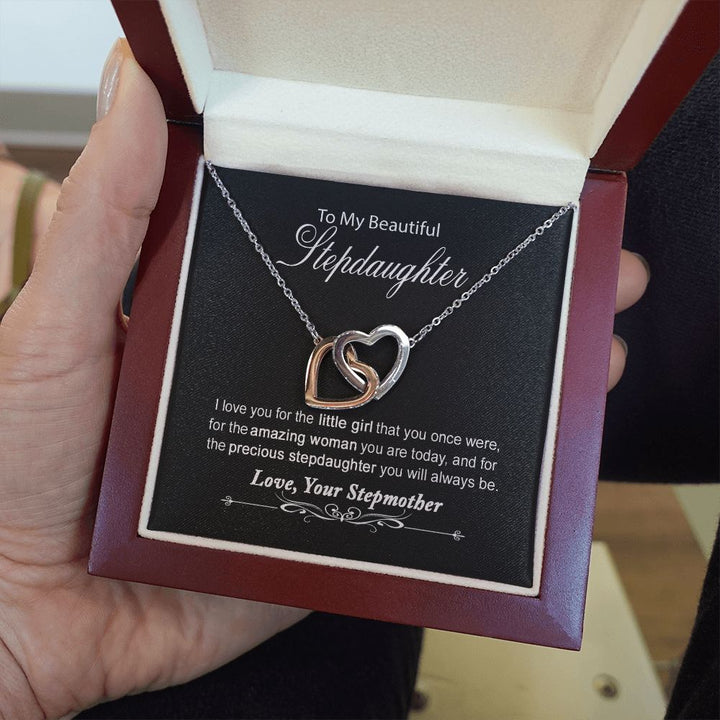 To My Beautiful
Stepdaughter
I love you for the little girl that you once were,
for the amazing woman you are today, and for
the precious stepdaughter you will always be.
Love, Your Stepmother